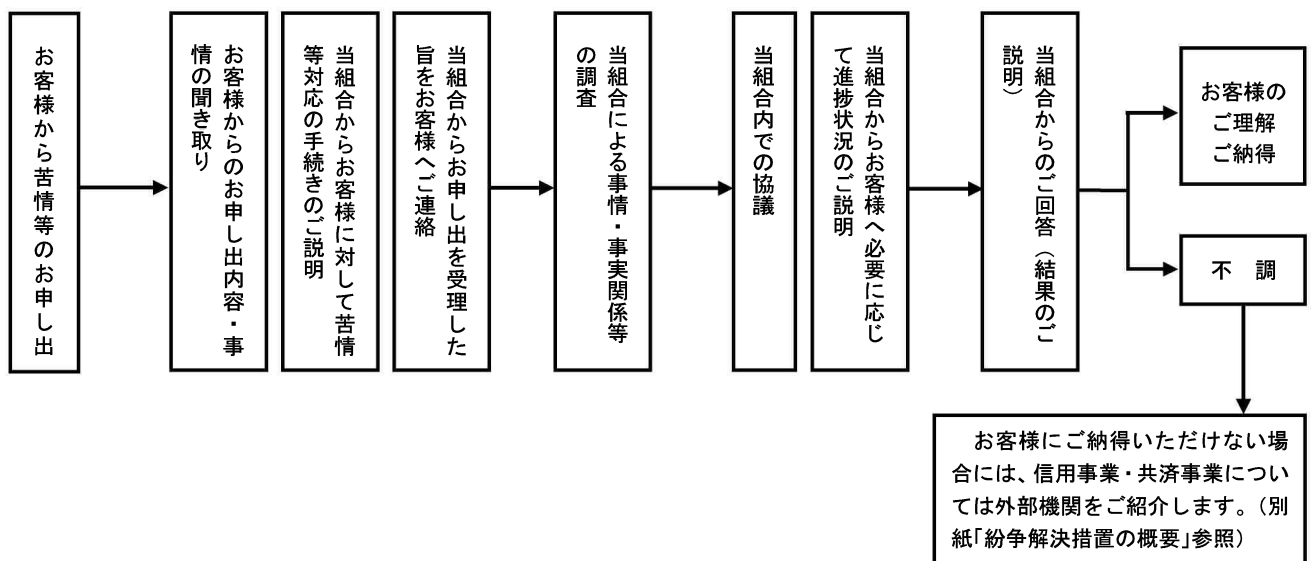 お客様から苦情等のお申し出
お客様からのお申し出内容・事
情の聞き取り
当組合からお客様に対して苦情
等対応の手続きのご説明
当組合からお申し出を受理した
旨をお客様へご連絡
当組合による事情・事実関係等
の調査
当組合内での協議
当組合からお客様へ必要に応じ
て進捗状況のご説明
当組合からのご回答（結果のご
説明）
お客様の
ご理解
ご納得
不　調
お客様にご納得いただけない場
合には、信用事業・共済事業につい
ては外部機関をご紹介します。（別
紙「紛争解決措置の概要」参照）